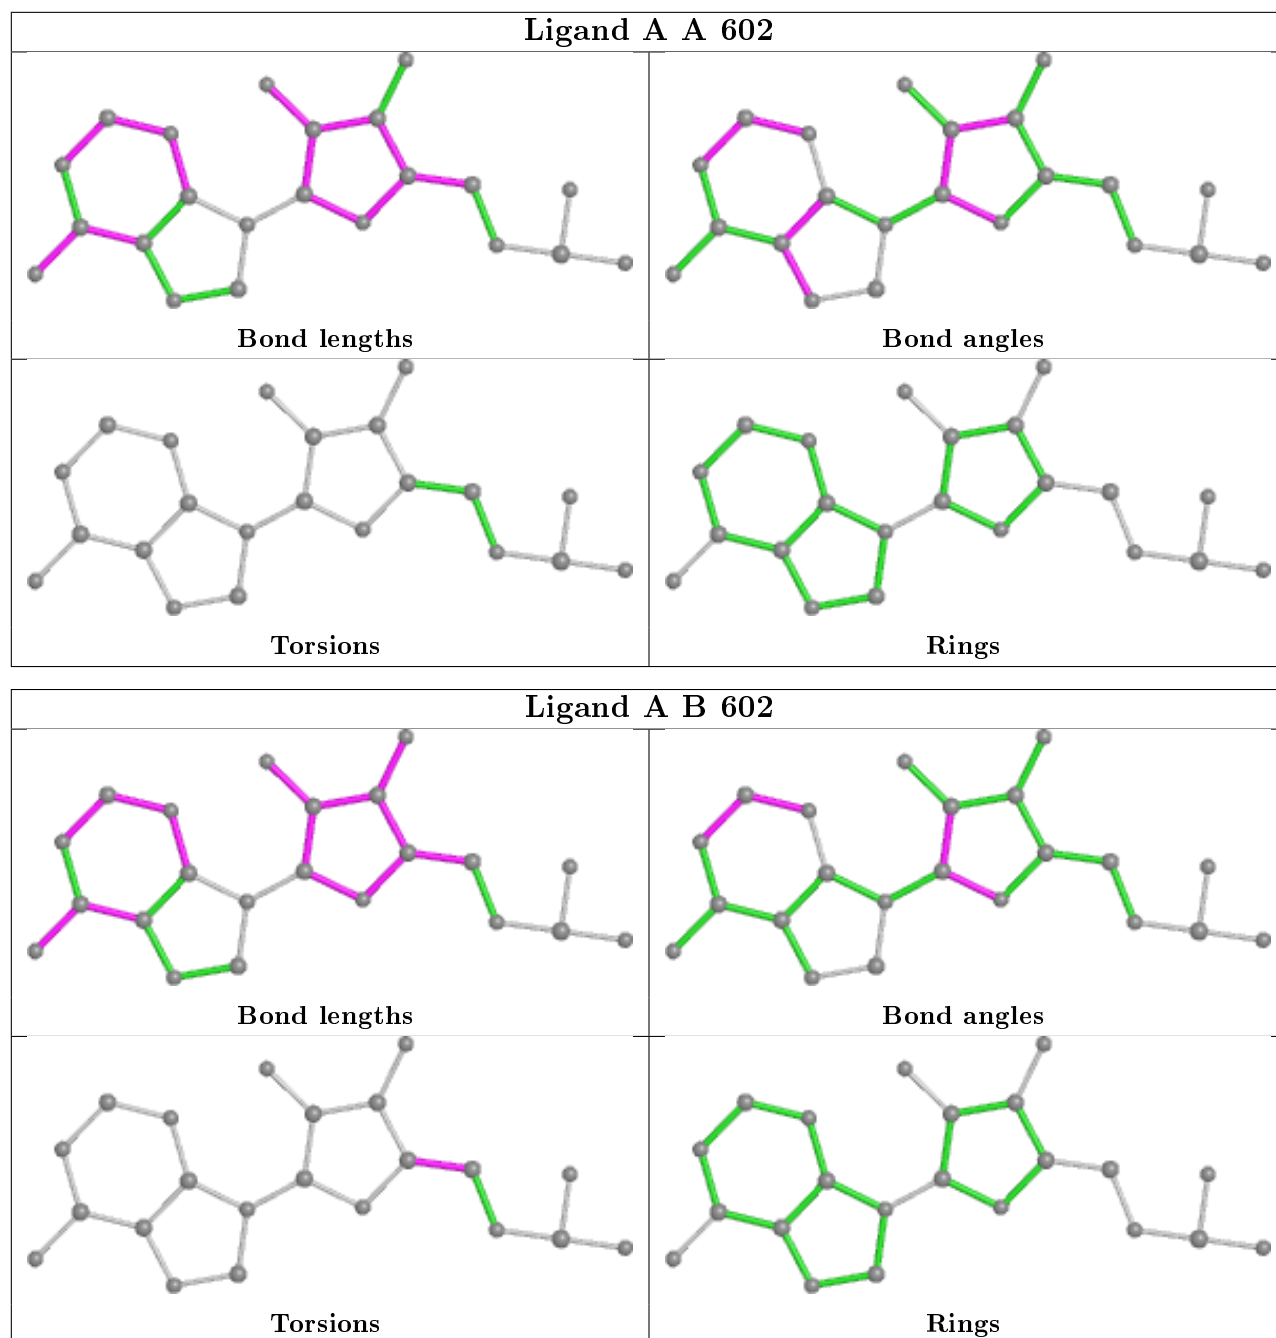 Ligand A A 602
Bond lengths
Bond angles
Torsions
Rings
Ligand A B 602
Bond lengths
Bond angles
Torsions
Rings